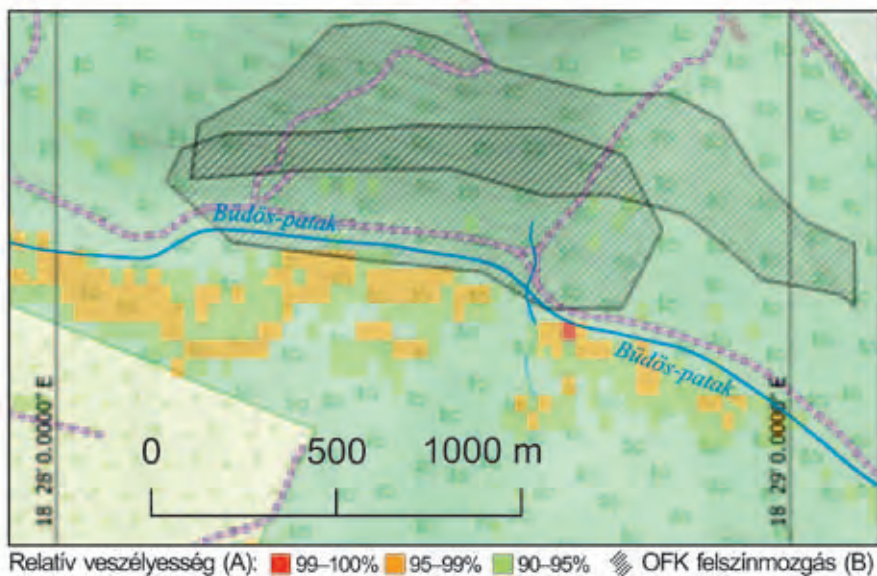 Büdös-patak
Büdös-patak
18° 28' 0.0000" E
18° 29' 0.0000" E
0 500 1000 m
Relatív veszélyesség (A): 99–100% 95–99% 90–95% OFK felszínmozgás (B)